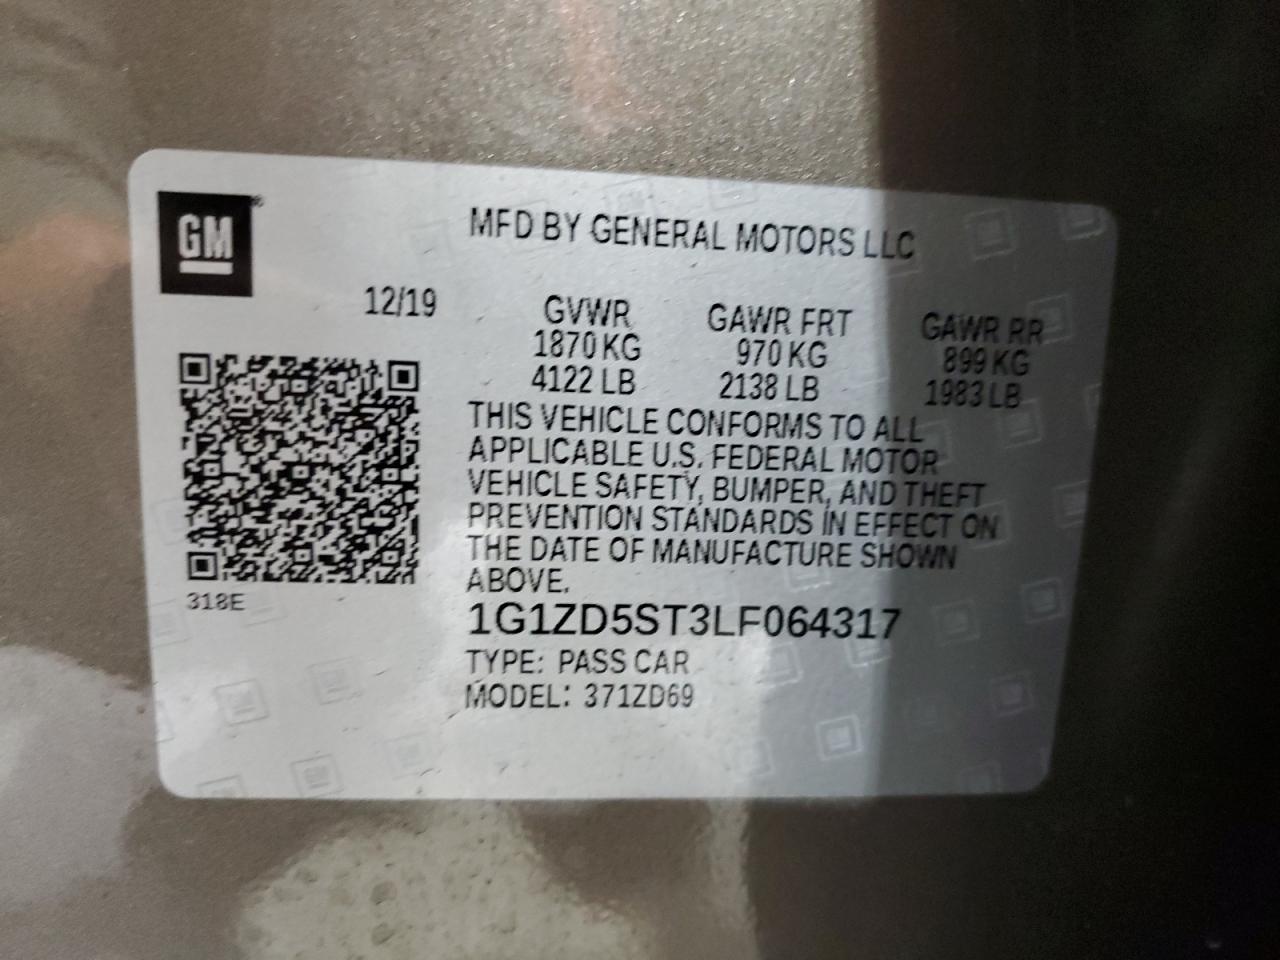 GM
MFD BY GENERAL MOTORS LLC
12/19
GVWR GAWR FRT GAWR RR
1870 KG 970 KG 899 KG
4122 LB 2138 LB 1983 LB
THIS VEHICLE CONFORMS TO ALL
APPLICABLE U.S. FEDERAL MOTOR
VEHICLE SAFETY, BUMPER, AND THEFT
PREVENTION STANDARDS IN EFFECT ON
THE DATE OF MANUFACTURE SHOWN
ABOVE.
318E
1G1ZD5ST3LF064317
TYPE: PASS CAR
MODEL: 371ZD69